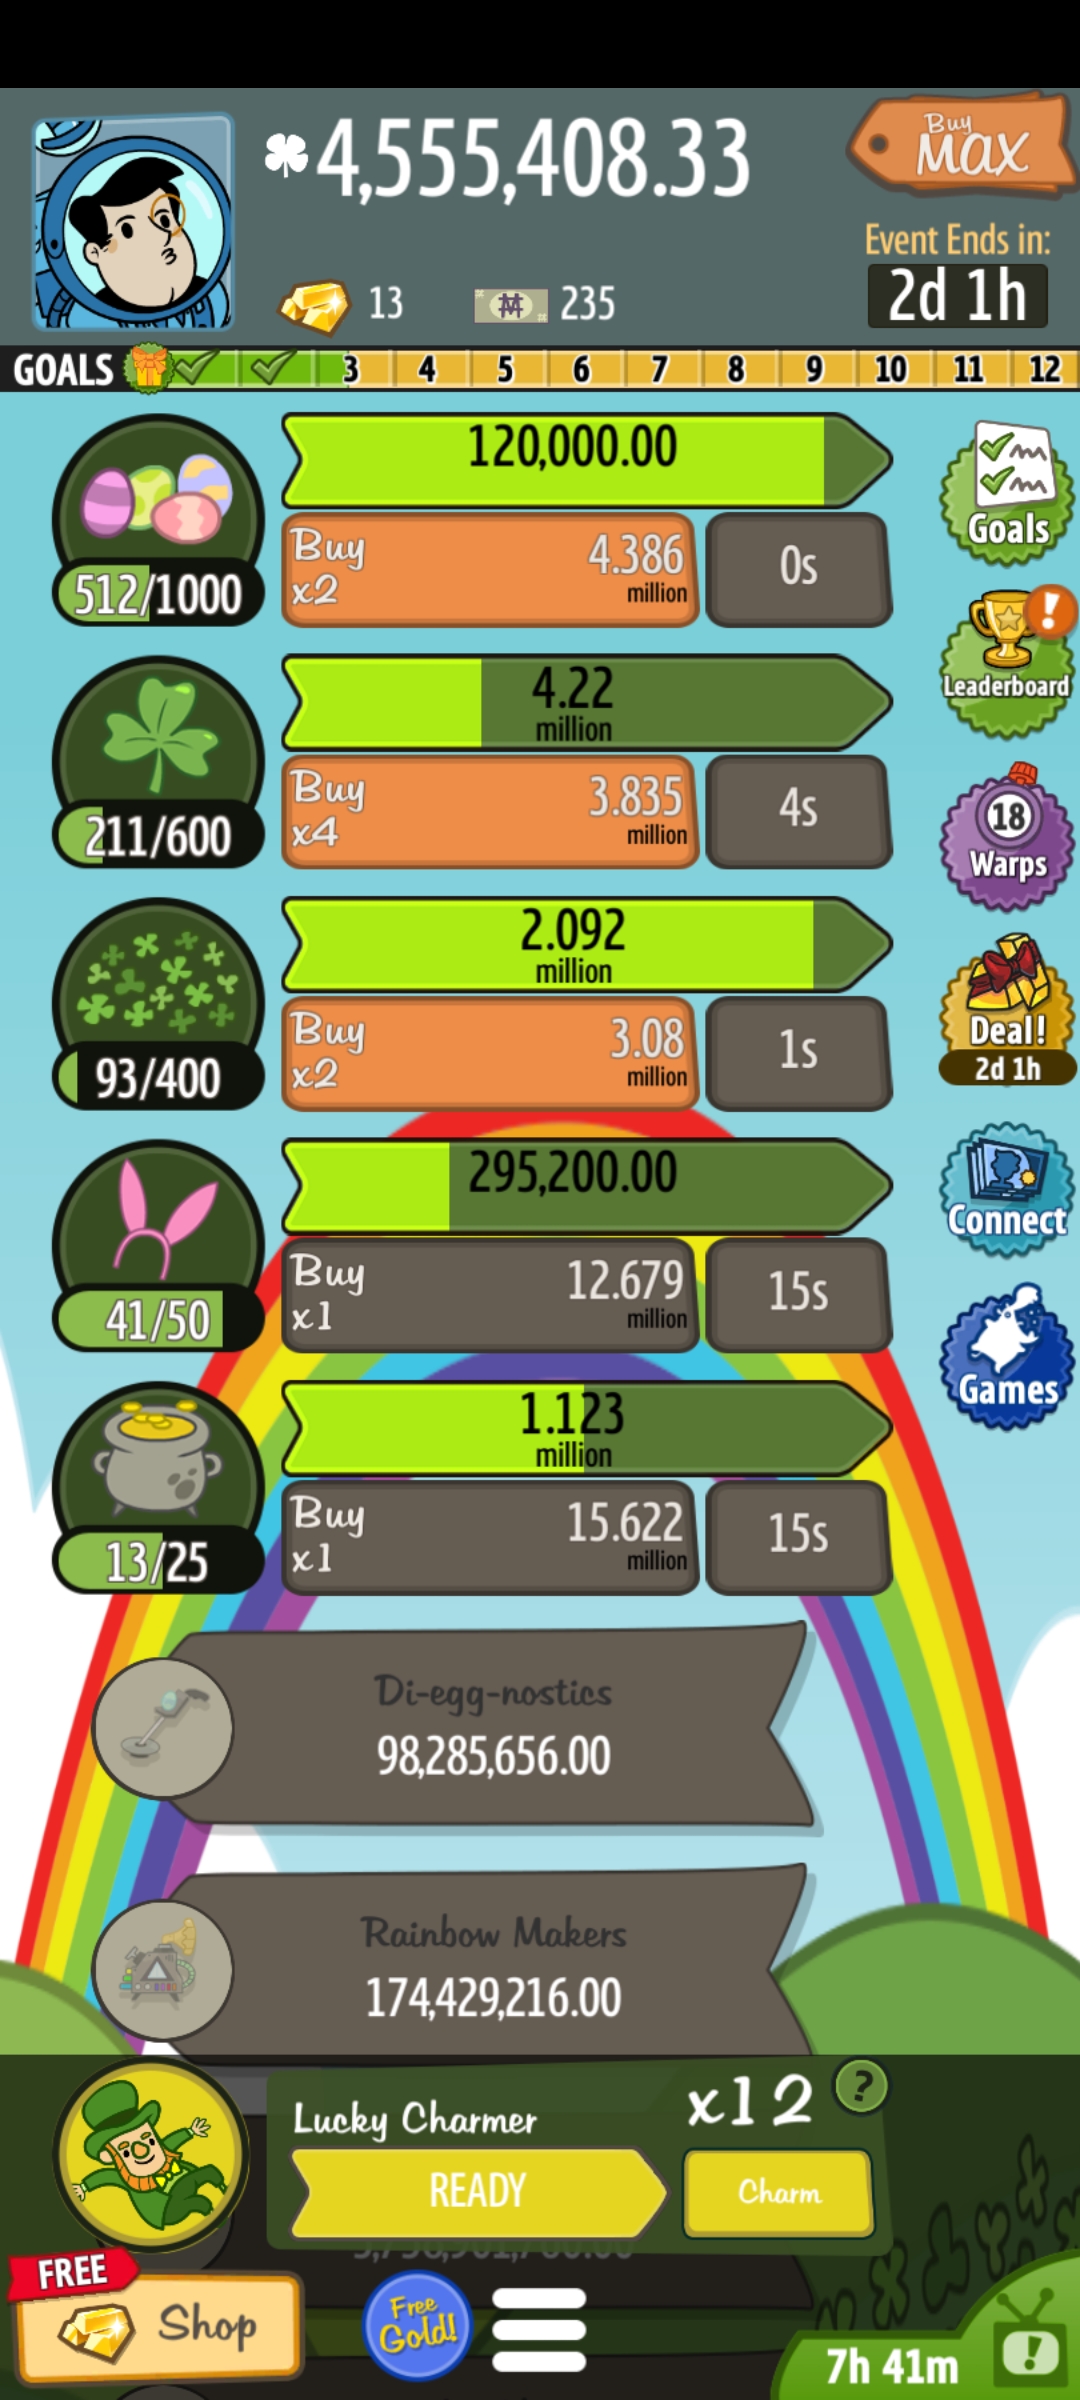 4,555,408.33
Buy
MAX
13
235
Event Ends in:
2d 1h
GOALS 3 4 5 6 7 8 9 10 11 12
120,000.00
512/1000
Buy
x2
4.386
million
0s
Goals
4.22
million
211/600
Buy
x4
3.835
million
4s
!
Leaderboard
18
Warps
2.092
million
93/400
Buy
x2
3.08
million
1s
Deal!
2d 1h
295,200.00
41/50
Buy
x1
12.679
million
15s
Connect
1.123
million
13/25
Buy
x1
15.622
million
15s
Games
Di-egg-nostics
98,285,656.00
Rainbow Makers
174,429,216.00
Lucky Charmer
x12
?
READY
Charm
FREE
Shop
Free
Gold!
7h 41m
!